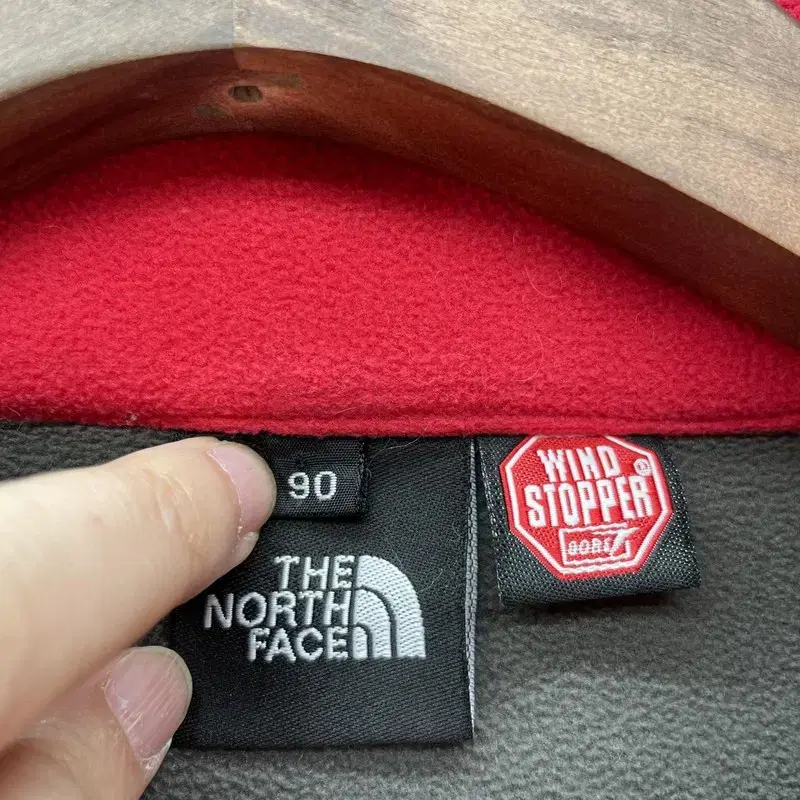 90
THE
NORTH
FACE
WIND
STOPPER
GORE